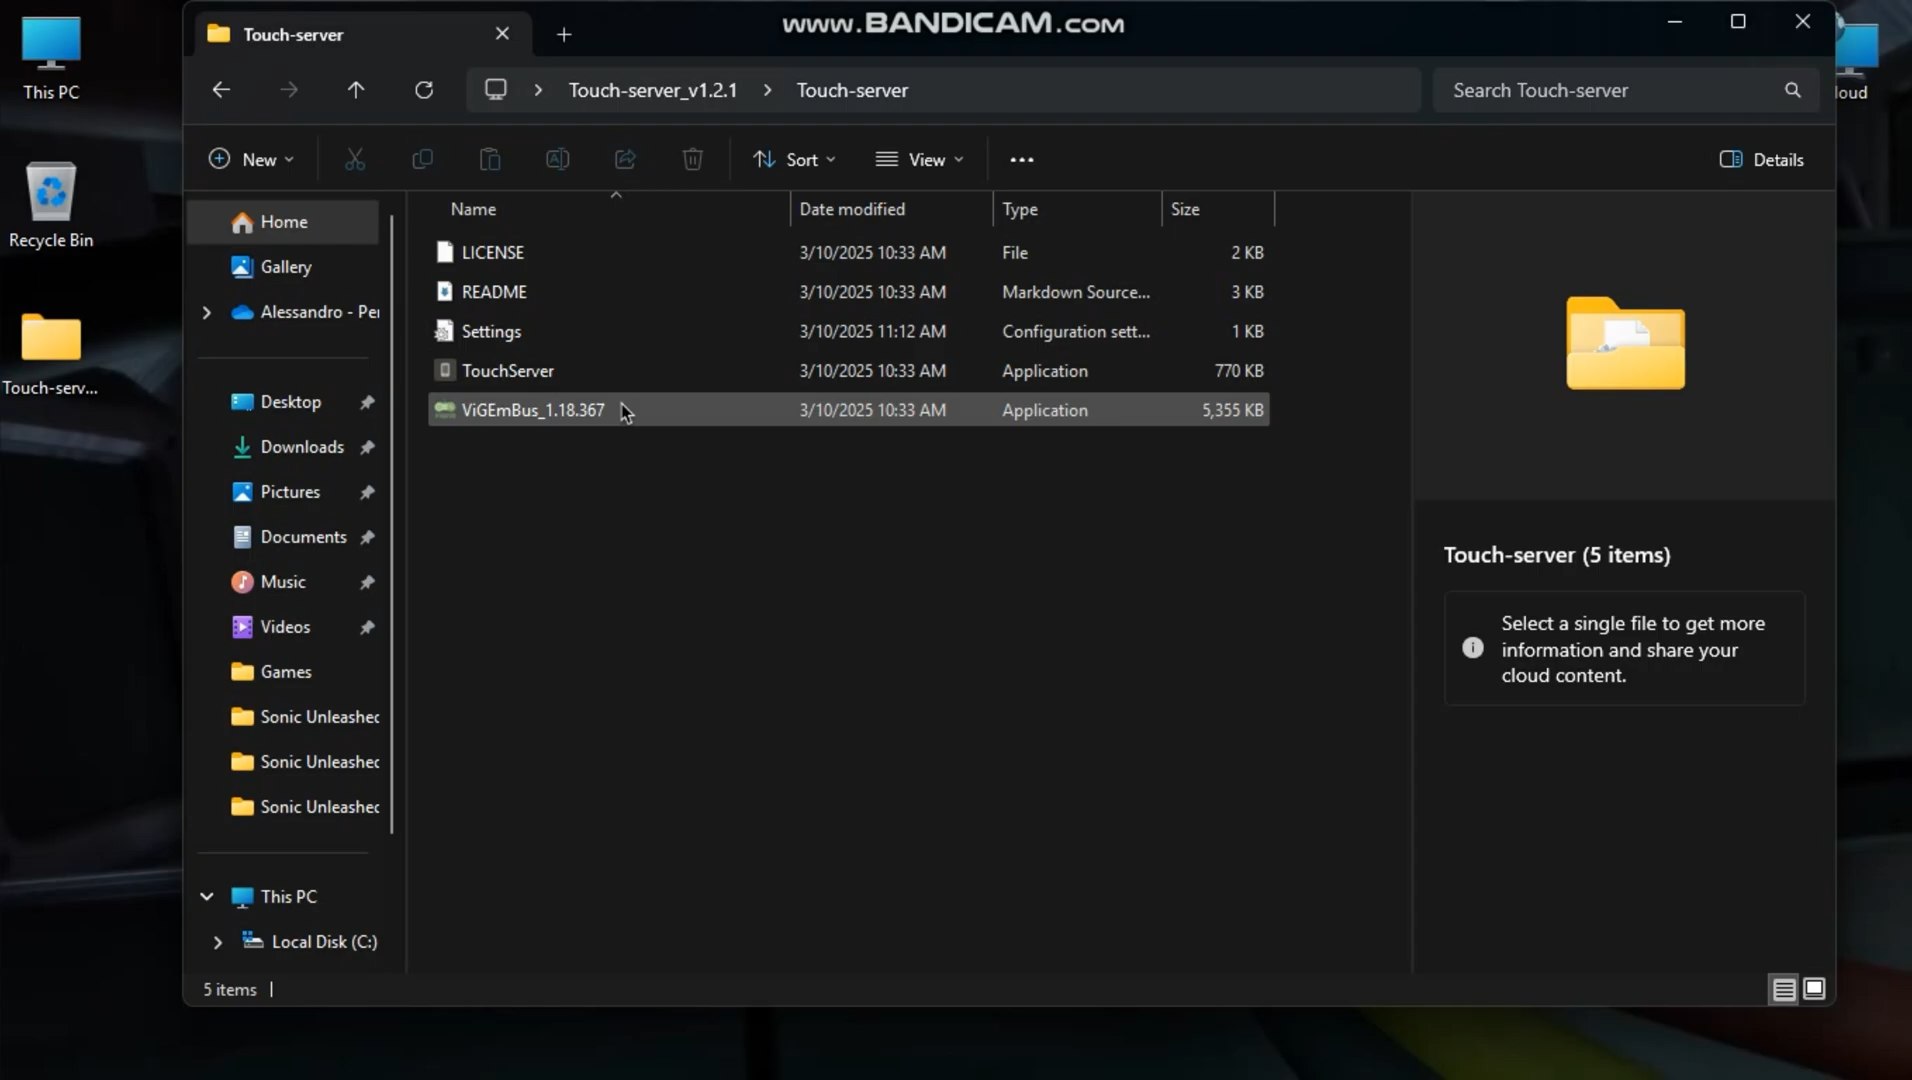 www.BANDICAM.com
This PC
Recycle Bin
Touch-serv...
loud
Touch-server
Touch-server_v1.2.1
Touch-server
Search Touch-server
New
Sort
View
Details
Home
Gallery
Alessandro - Per
Desktop
Downloads
Pictures
Documents
Music
Videos
Games
Sonic Unleashed
Sonic Unleashed
Sonic Unleashed
This PC
Local Disk (C:)
Name Date modified Type Size
LICENSE 3/10/2025 10:33 AM File 2 KB
README 3/10/2025 10:33 AM Markdown Source... 3 KB
Settings 3/10/2025 11:12 AM Configuration sett... 1 KB
TouchServer 3/10/2025 10:33 AM Application 770 KB
ViGEmBus_1.18.367 3/10/2025 10:33 AM Application 5,355 KB
Touch-server (5 items)
Select a single file to get more
information and share your
cloud content.
5 items